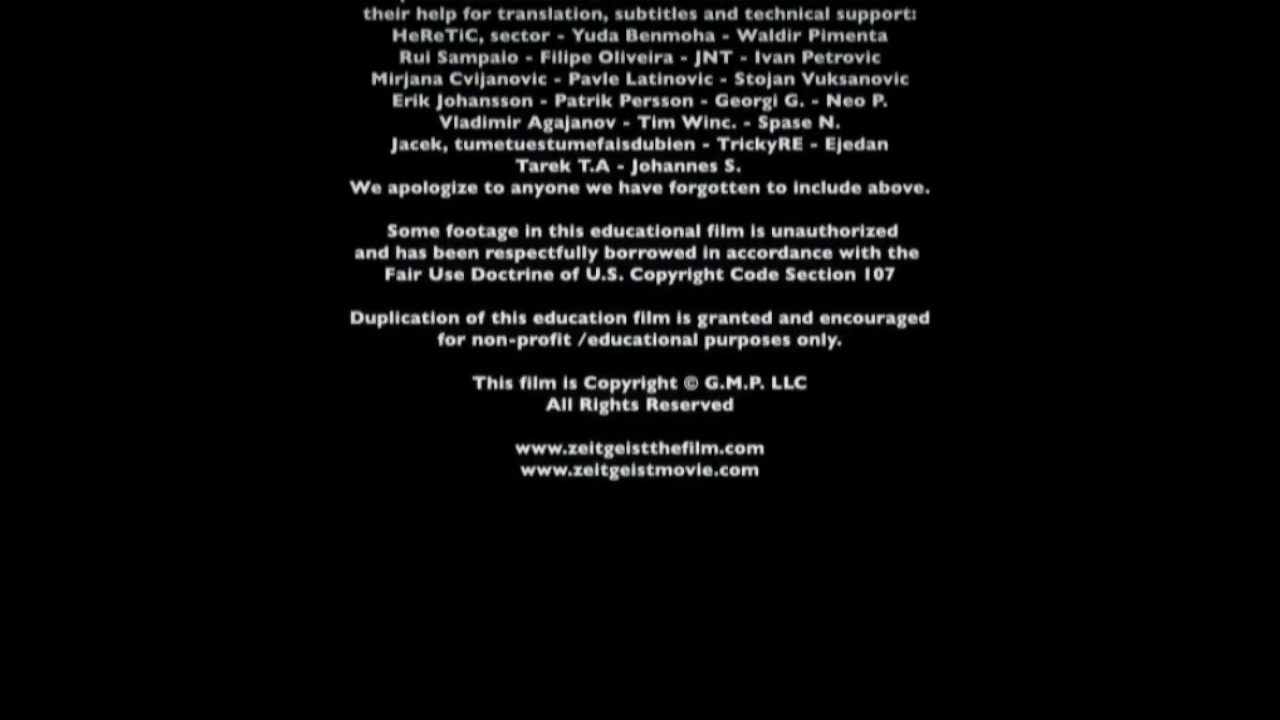 their help for translation, subtitles and technical support:
HeReTiC, sector - Yuda Benmoha - Waldir Pimenta
Rui Sampaio - Filipe Oliveira - JNT - Ivan Petrovic
Mirjana Cvijanovic - Pavle Latinovic - Stojan Vuksanovic
Erik Johansson - Patrik Persson - Georgi G. - Neo P.
Vladimir Agajanov - Tim Winc. - Spase N.
Jacek, tumetuestumefaisdubien - TrickyRE - Ejedan
Tarek T.A - Johannes S.
We apologize to anyone we have forgotten to include above.
Some footage in this educational film is unauthorized
and has been respectfully borrowed in accordance with the
Fair Use Doctrine of U.S. Copyright Code Section 107
Duplication of this education film is granted and encouraged
for non-profit /educational purposes only.
This film is Copyright © G.M.P. LLC
All Rights Reserved
www.zeitgeistthefilm.com
www.zeitgeistmovie.com